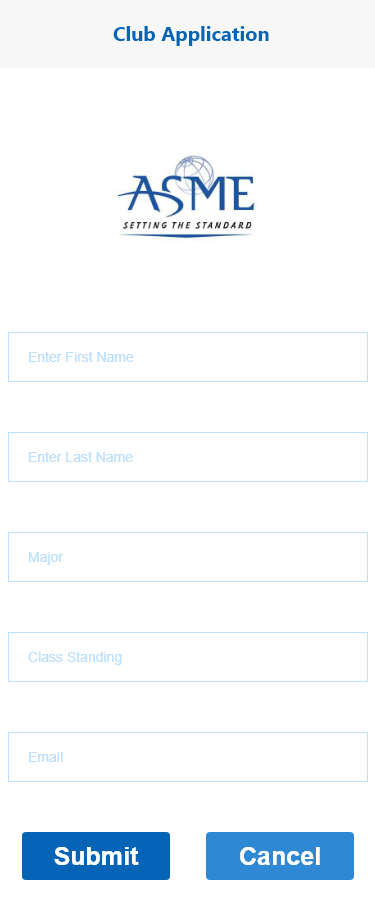 Club Application
ASME
SETTING THE STANDARD
Enter First Name
Enter Last Name
Major
Class Standing
Email
Submit
Cancel